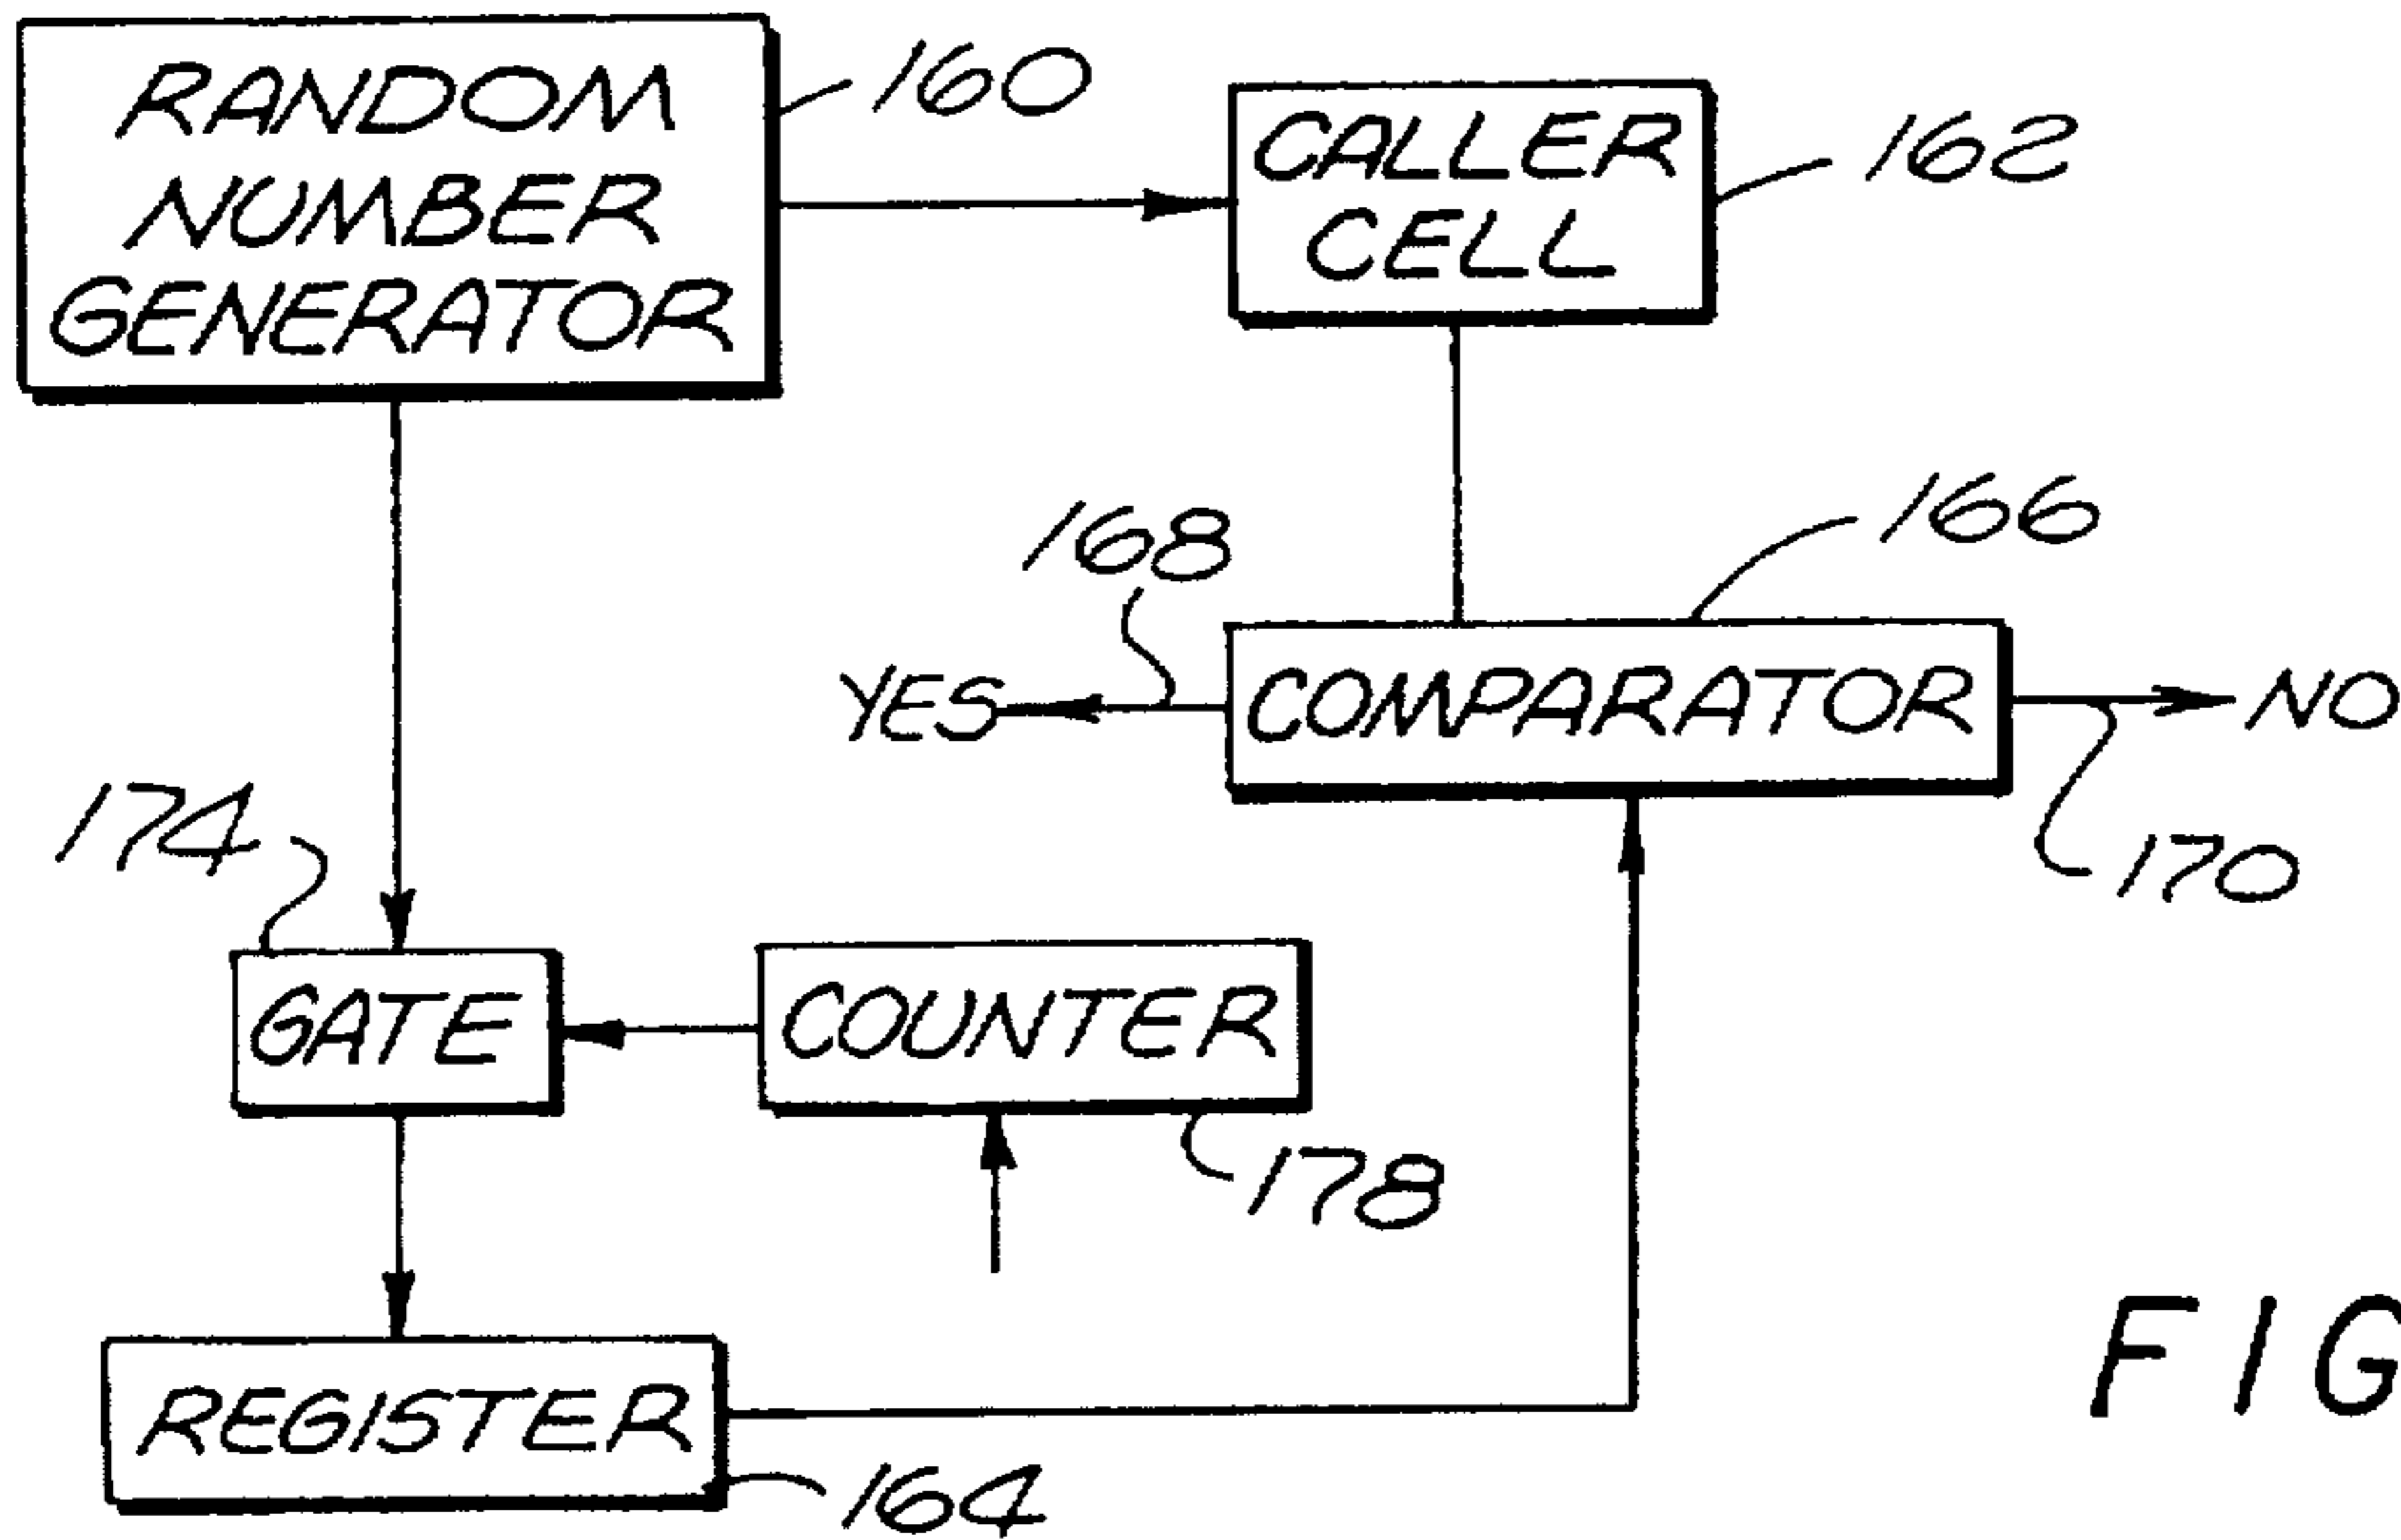 RANDOM
NUMBER
GENERATOR
160
CALLER
CELL
162
168
166
YES
COMPARATOR
NO
170
174
GATE
COUNTER
178
REGISTER
164
FIG